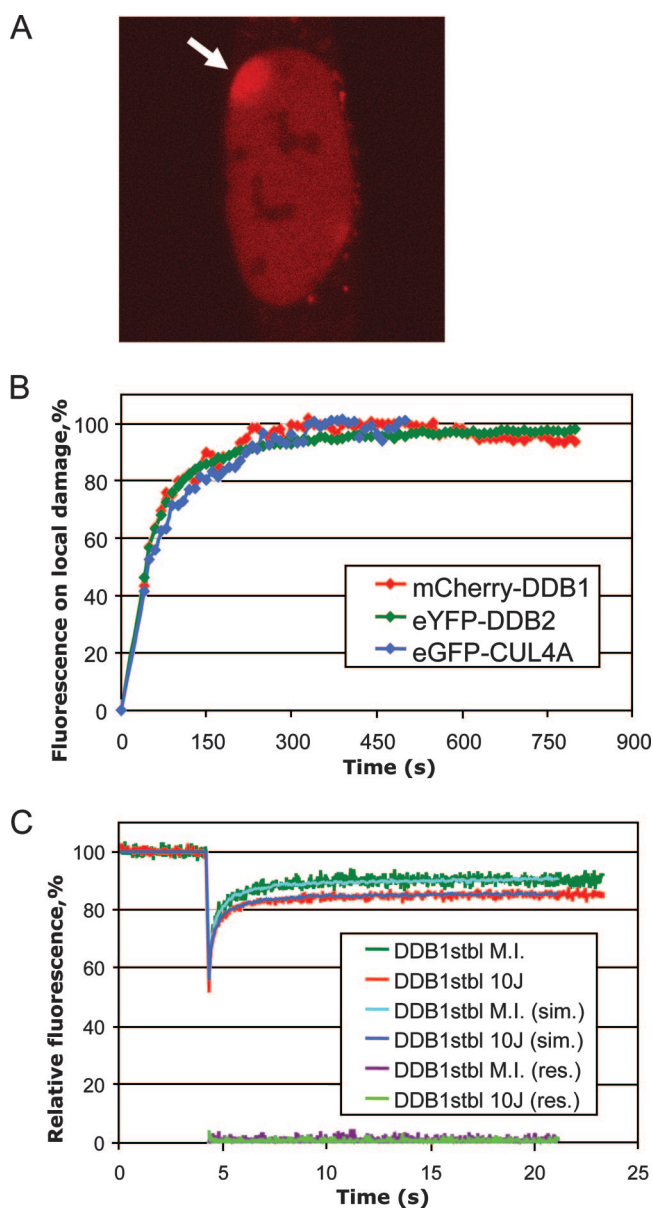 A
B
Fluorescence on local damage,%
100
80
60
40
20
0
mCherry-DDB1
eYFP-DDB2
eGFP-CUL4A
0 150 300 450 600 750 900
Time (s)
C
Relative fluorescence,%
100
80
60
40
20
0
DDB1stbl M.I.
DDB1stbl 10J
DDB1stbl M.I. (sim.)
DDB1stbl 10J (sim.)
DDB1stbl M.I. (res.)
DDB1stbl 10J (res.)
0 5 10 15 20 25
Time (s)